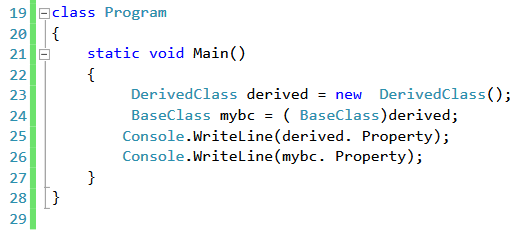 19 class Program
20 {
21 static void Main()
22 {
23 DerivedClass derived = new  DerivedClass();
24 BaseClass mybc = ( BaseClass)derived;
25 Console.WriteLine(derived. Property);
26 Console.WriteLine(mybc. Property);
27 }
28 }
29